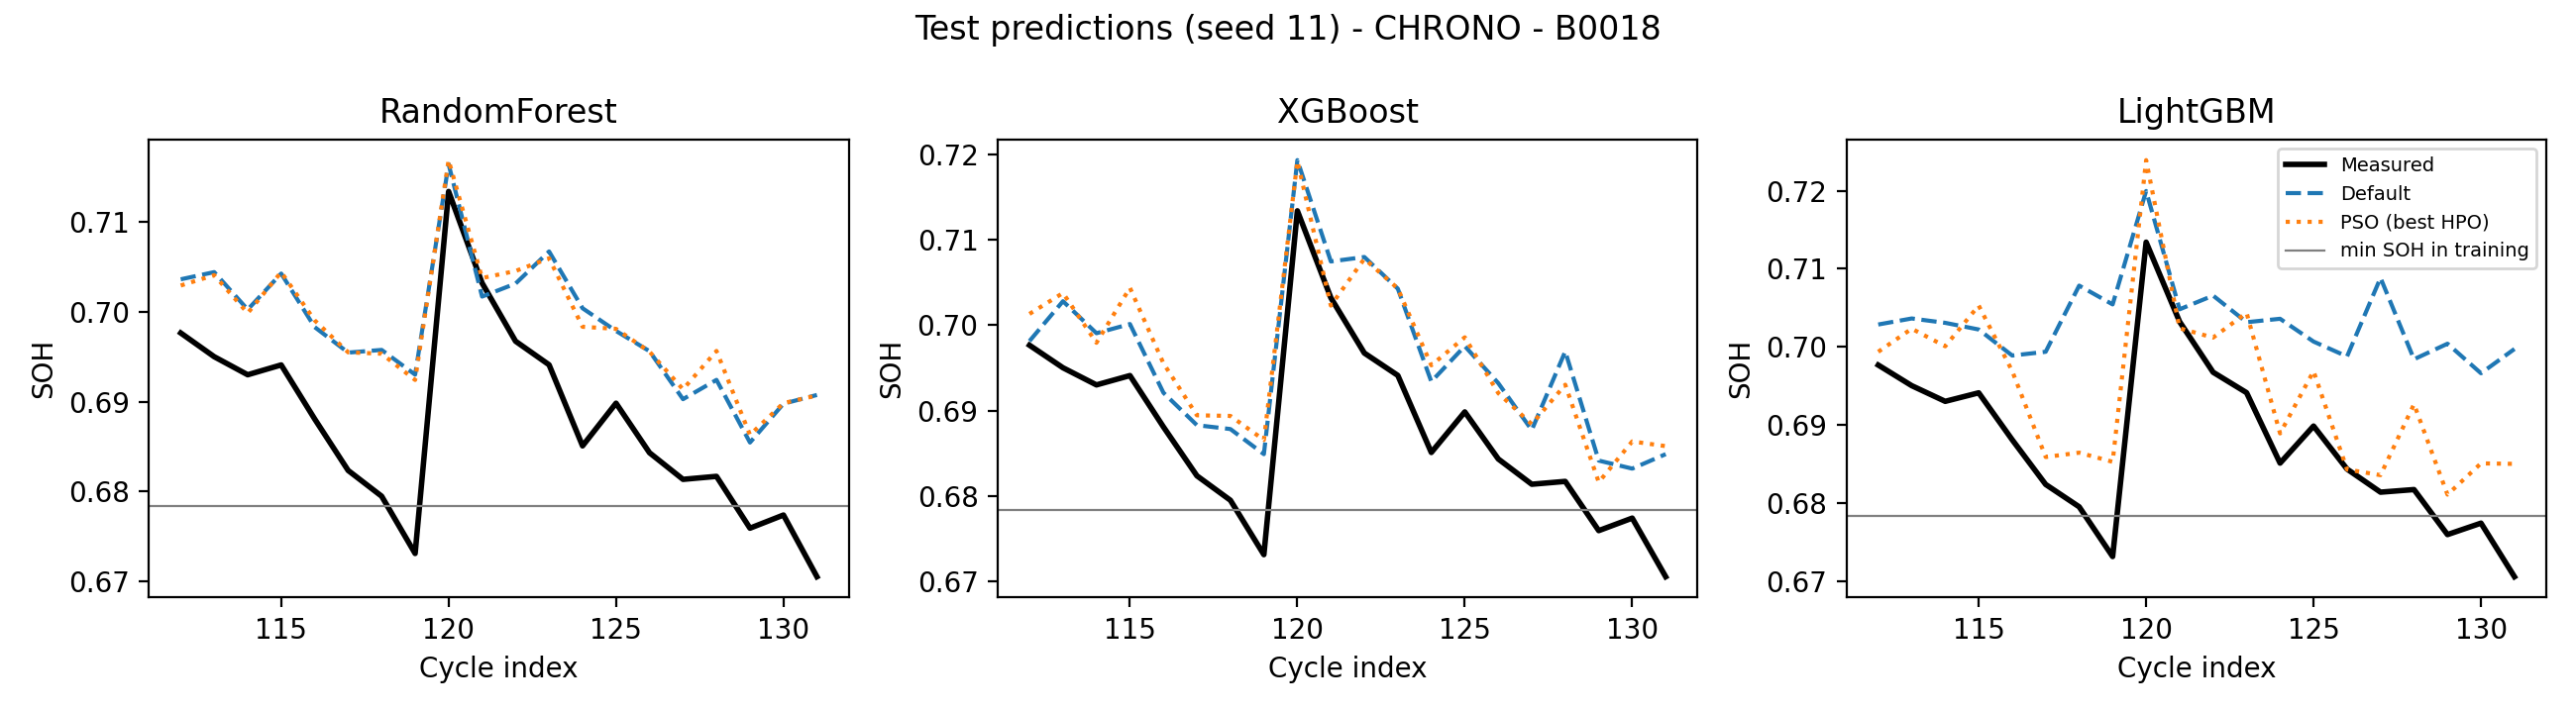 Test predictions (seed 11) - CHRONO - B0018
RandomForest
0.71
0.70
0.69
0.68
0.67
SOH
115 120 125 130
Cycle index
XGBoost
0.72
0.71
0.70
0.69
0.68
0.67
SOH
115 120 125 130
Cycle index
LightGBM
Measured
Default
PSO (best HPO)
min SOH in training
0.72
0.71
0.70
0.69
0.68
0.67
SOH
115 120 125 130
Cycle index